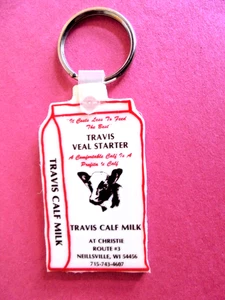 It Costs Less To Feed
The Best
TRAVIS
VEAL STARTER
A Comfortable Calf Is A
Profit'n Calf
TRAVIS CALF MILK
AT CHRISTIE
ROUTE #3
NEILLSVILLE, WI 54456
715-743-4607
TRAVIS CALF MILK